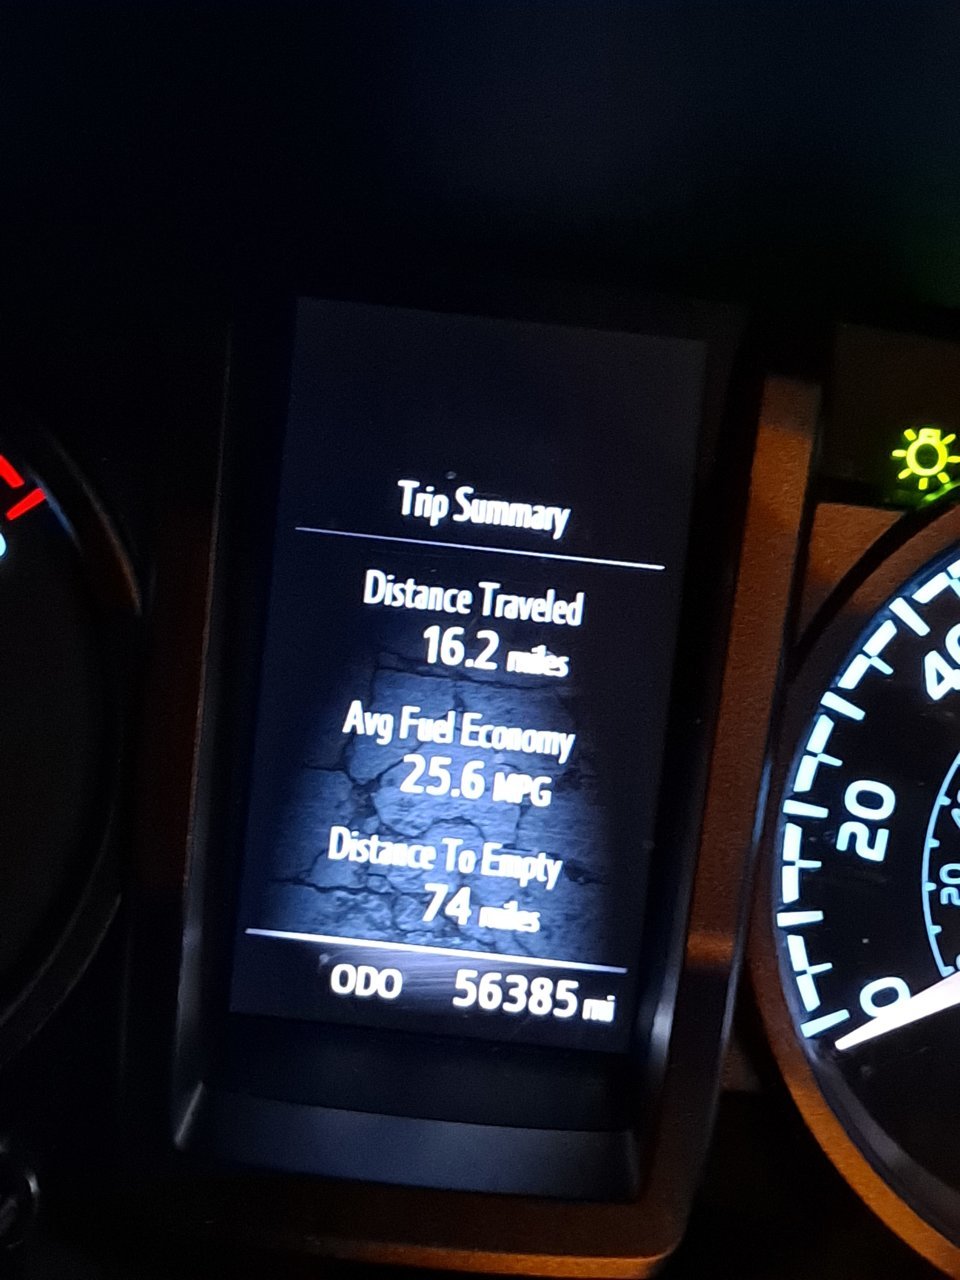 Trip Summary
Distance Traveled
16.2 miles
Avg Fuel Economy
25.6 MPG
Distance To Empty
74 miles
ODO 56385 mi
40
20
0
20